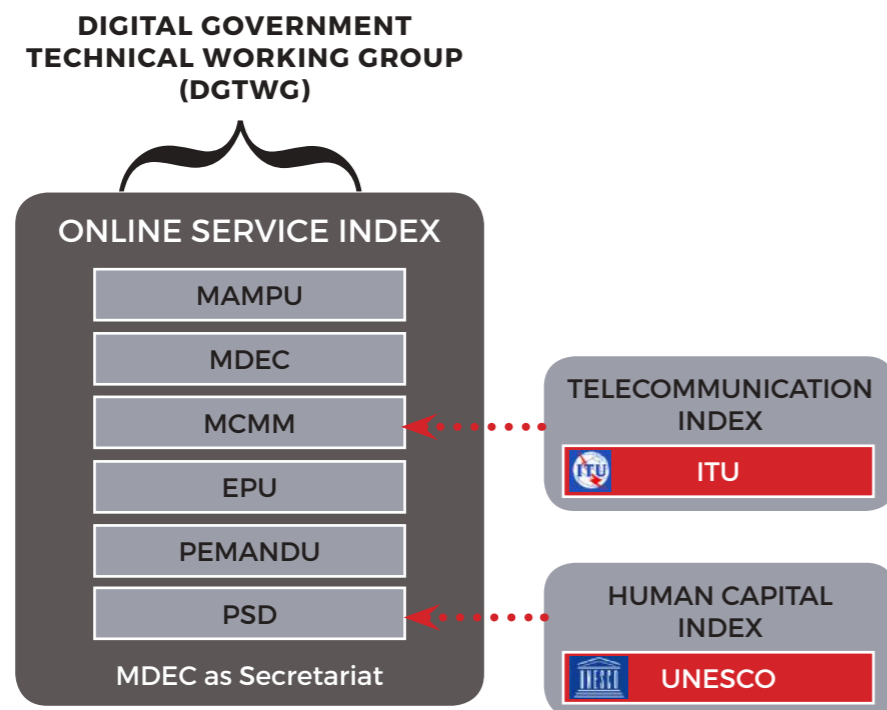 DIGITAL GOVERNMENT
TECHNICAL WORKING GROUP
(DGTWG)
ONLINE SERVICE INDEX
MAMPU
MDEC
MCMM
EPU
PEMANDU
PSD
MDEC as Secretariat
TELECOMMUNICATION
INDEX
ITU
ITU
HUMAN CAPITAL
INDEX
UNESCO
UNESCO